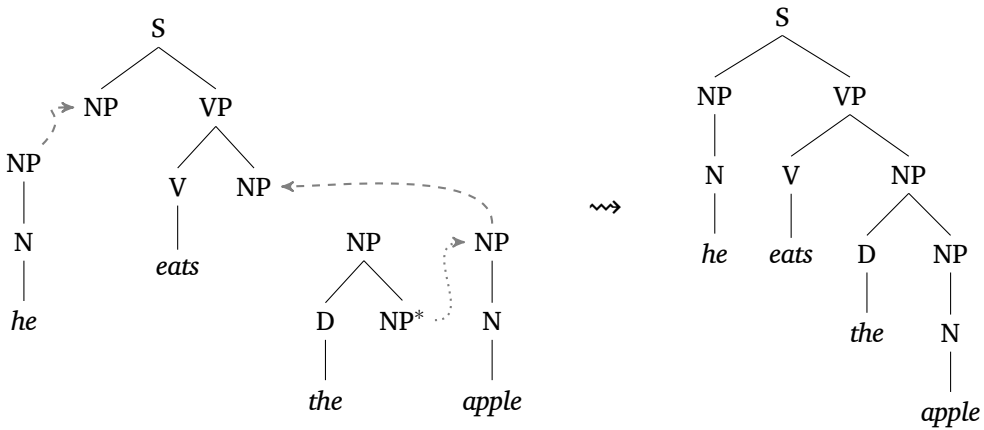 S S
NP VP NP VP
NP V NP N V NP
N eats NP NP he eats D NP
he D NP* N the N
the apple apple